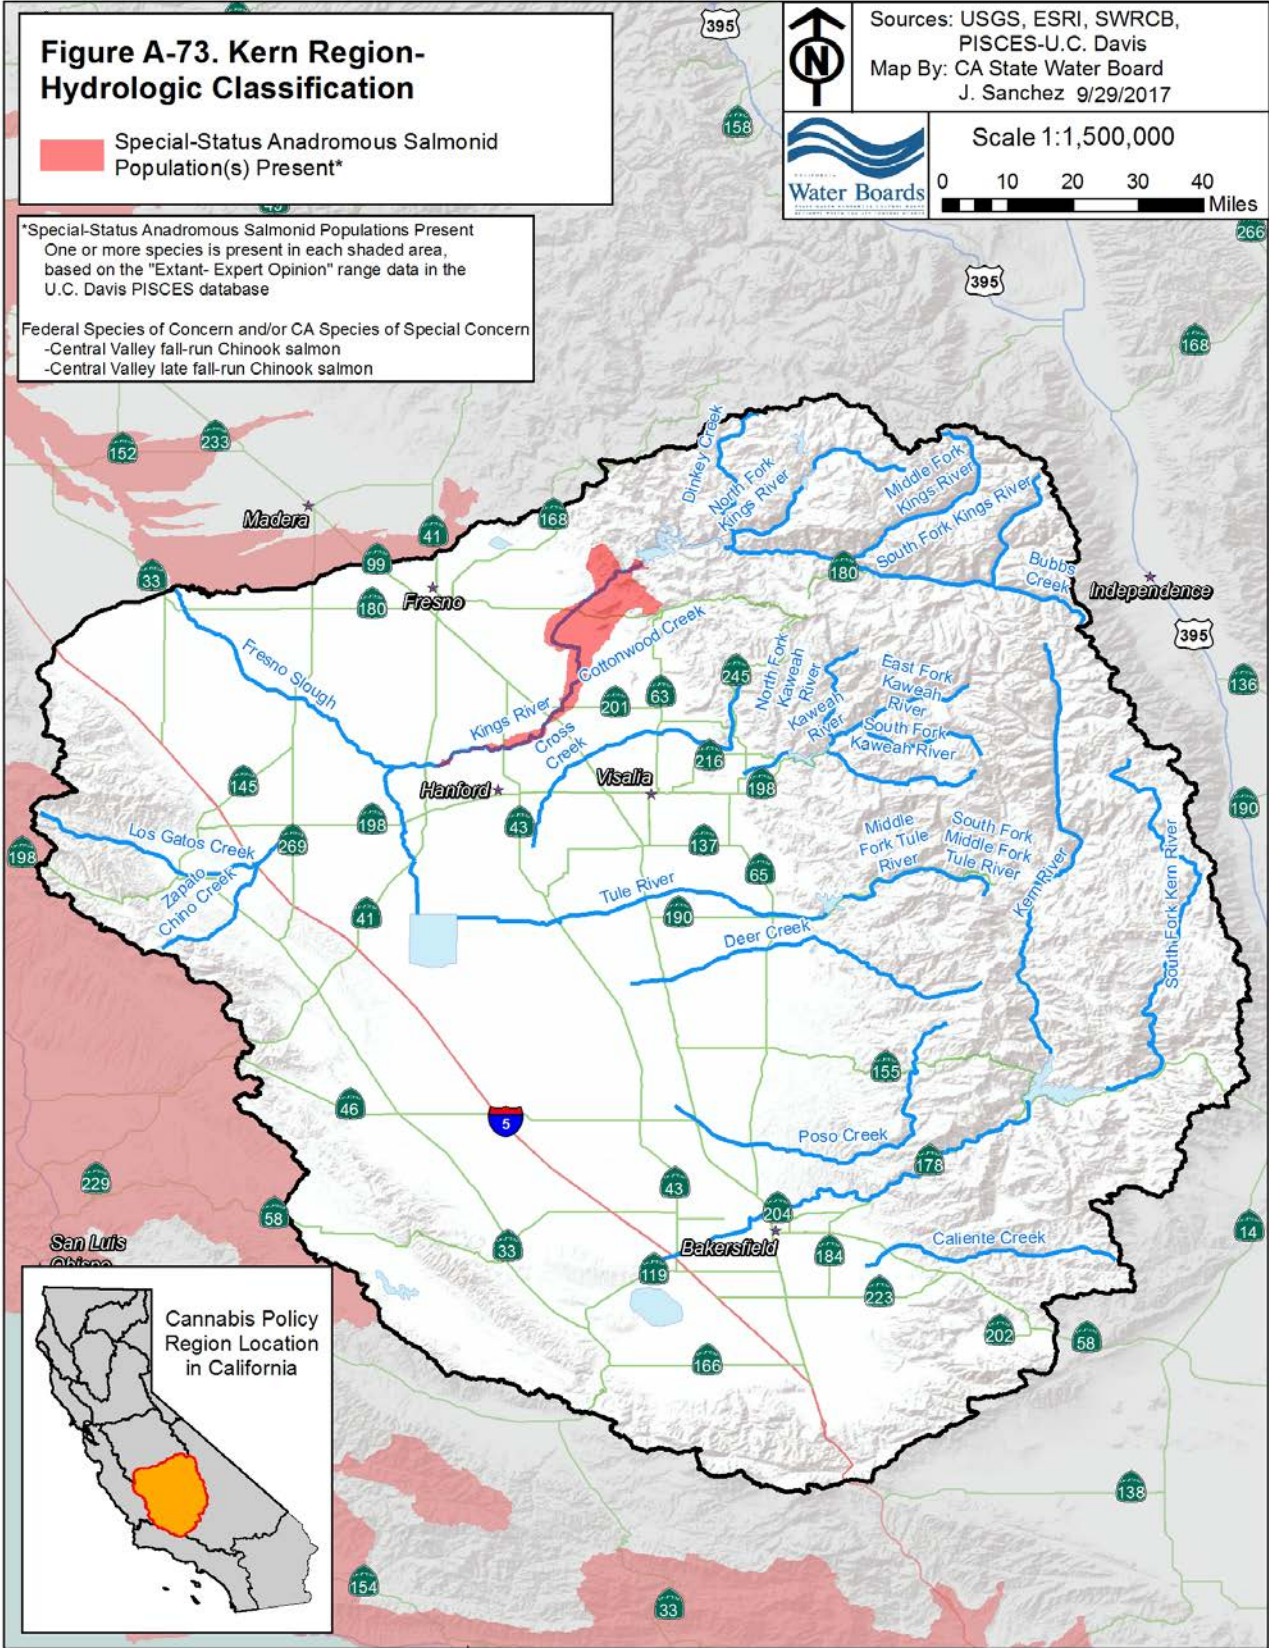 Figure A-73. Kern Region-
Hydrologic Classification
Special-Status Anadromous Salmonid
Population(s) Present*
*Special-Status Anadromous Salmonid Populations Present
One or more species is present in each shaded area,
based on the "Extant- Expert Opinion" range data in the
U.C. Davis PISCES database
Federal Species of Concern and/or CA Species of Special Concern
-Central Valley fall-run Chinook salmon
-Central Valley late fall-run Chinook salmon
N
Sources: USGS, ESRI, SWRCB,
PISCES-U.C. Davis
Map By: CA State Water Board
J. Sanchez 9/29/2017
Water Boards
Scale 1:1,500,000
0 10 20 30 40
Miles
395
158
266
395
168
152
233
Madera
41
168
99
33
180
Fresno
Dinkey Creek
North Fork
Kings River
Middle Fork
Kings River
South Fork Kings River
180
Bubbs
Creek
Independence
395
136
Fresno Slough
Cottonwood Creek
Kings River
Cross
Creek
201
63
245
North Fork
Kaweah
River
Kaweah
River
East Fork
Kaweah
River
South Fork
Kaweah River
216
198
145
Hanford
Visalia
190
198
43
137
65
198
269
Los Gatos Creek
Zapato
Chino Creek
41
Tule River
190
Middle
Fork Tule
River
South Fork
Middle Fork
Tule River
Kern River
South Fork Kern River
Deer Creek
155
46
5
Poso Creek
178
229
43
58
204
14
San Luis
33
Bakersfield
184
Caliente Creek
119
223
202
58
166
Cannabis Policy
Region Location
in California
138
154
33